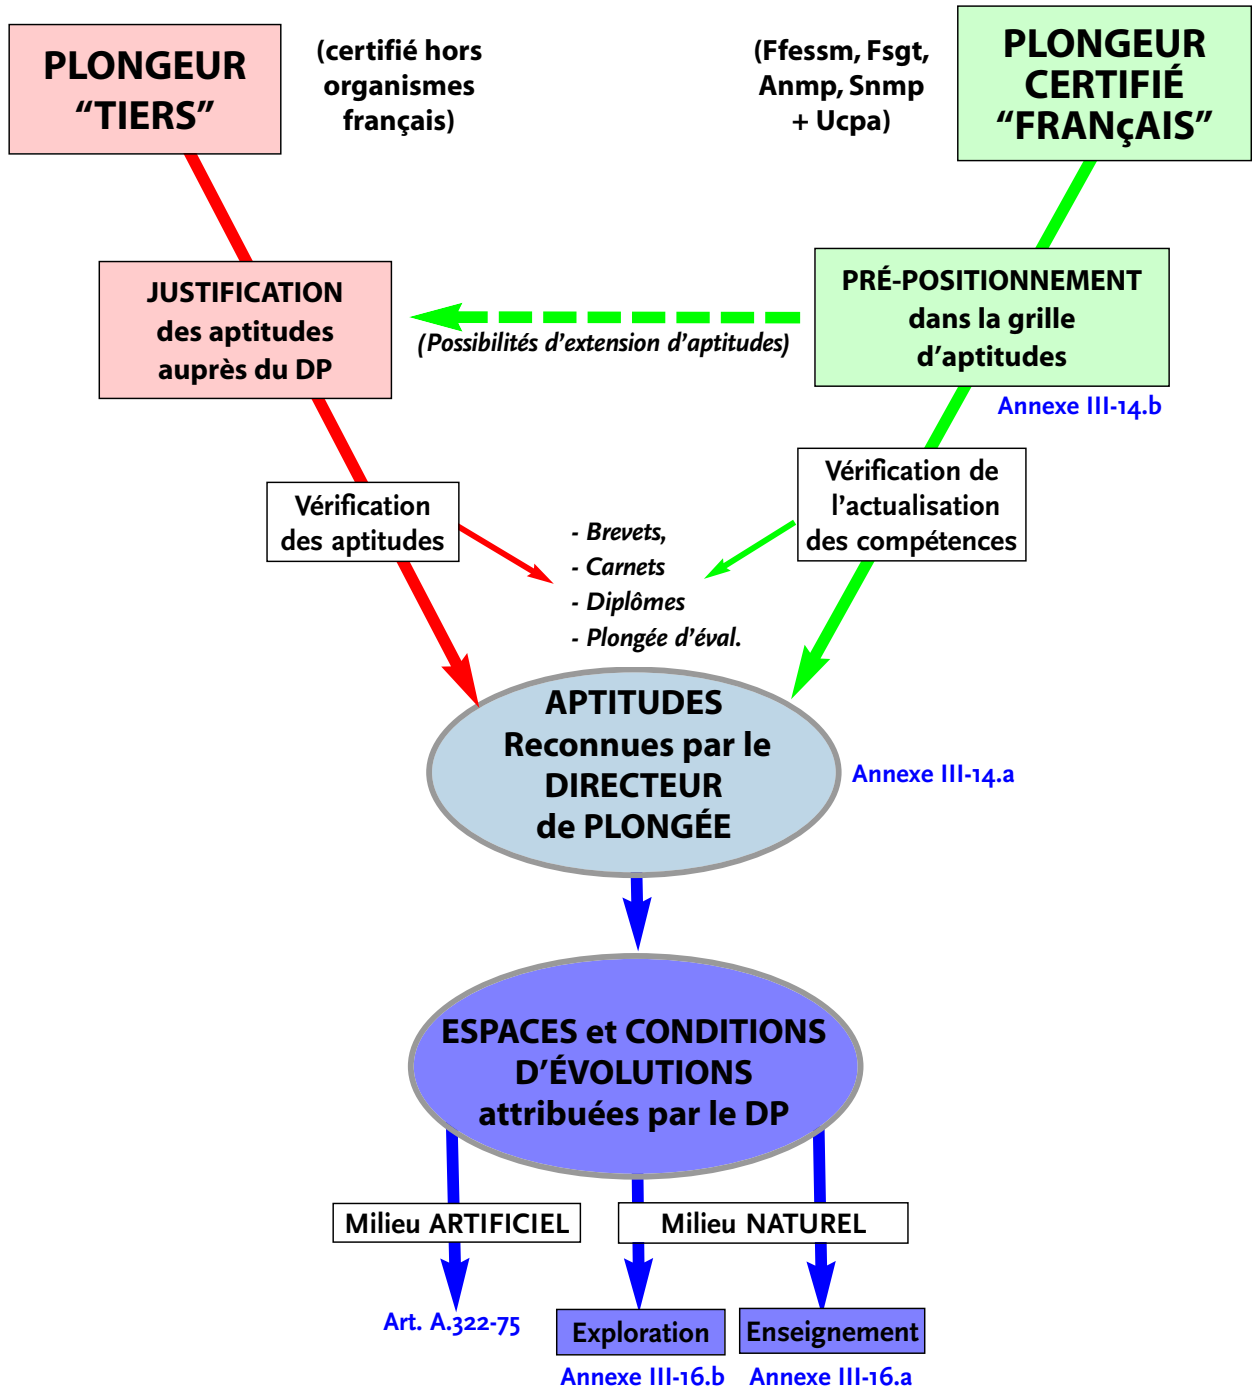 PLONGEUR
“TIERS”
(certifié hors
organismes
français)
(Ffessm, Fsgt,
Anmp, Snmp
+ Ucpa)
PLONGEUR
CERTIFIÉ
“FRANçAIS”
JUSTIFICATION
des aptitudes
auprès du DP
(Possibilités d’extension d’aptitudes)
PRÉ-POSITIONNEMENT
dans la grille
d’aptitudes
Annexe III-14.b
Vérification
des aptitudes
- Brevets,
- Carnets
- Diplômes
- Plongée d’éval.
Vérification de
l’actualisation
des compétences
APTITUDES
Reconnues par le
DIRECTEUR
de PLONGÉE
Annexe III-14.a
ESPACES et CONDITIONS
D’ÉVOLUTIONS
attribuées par le DP
Milieu ARTIFICIEL
Milieu NATUREL
Art. A.322-75
Exploration
Enseignement
Annexe III-16.b
Annexe III-16.a